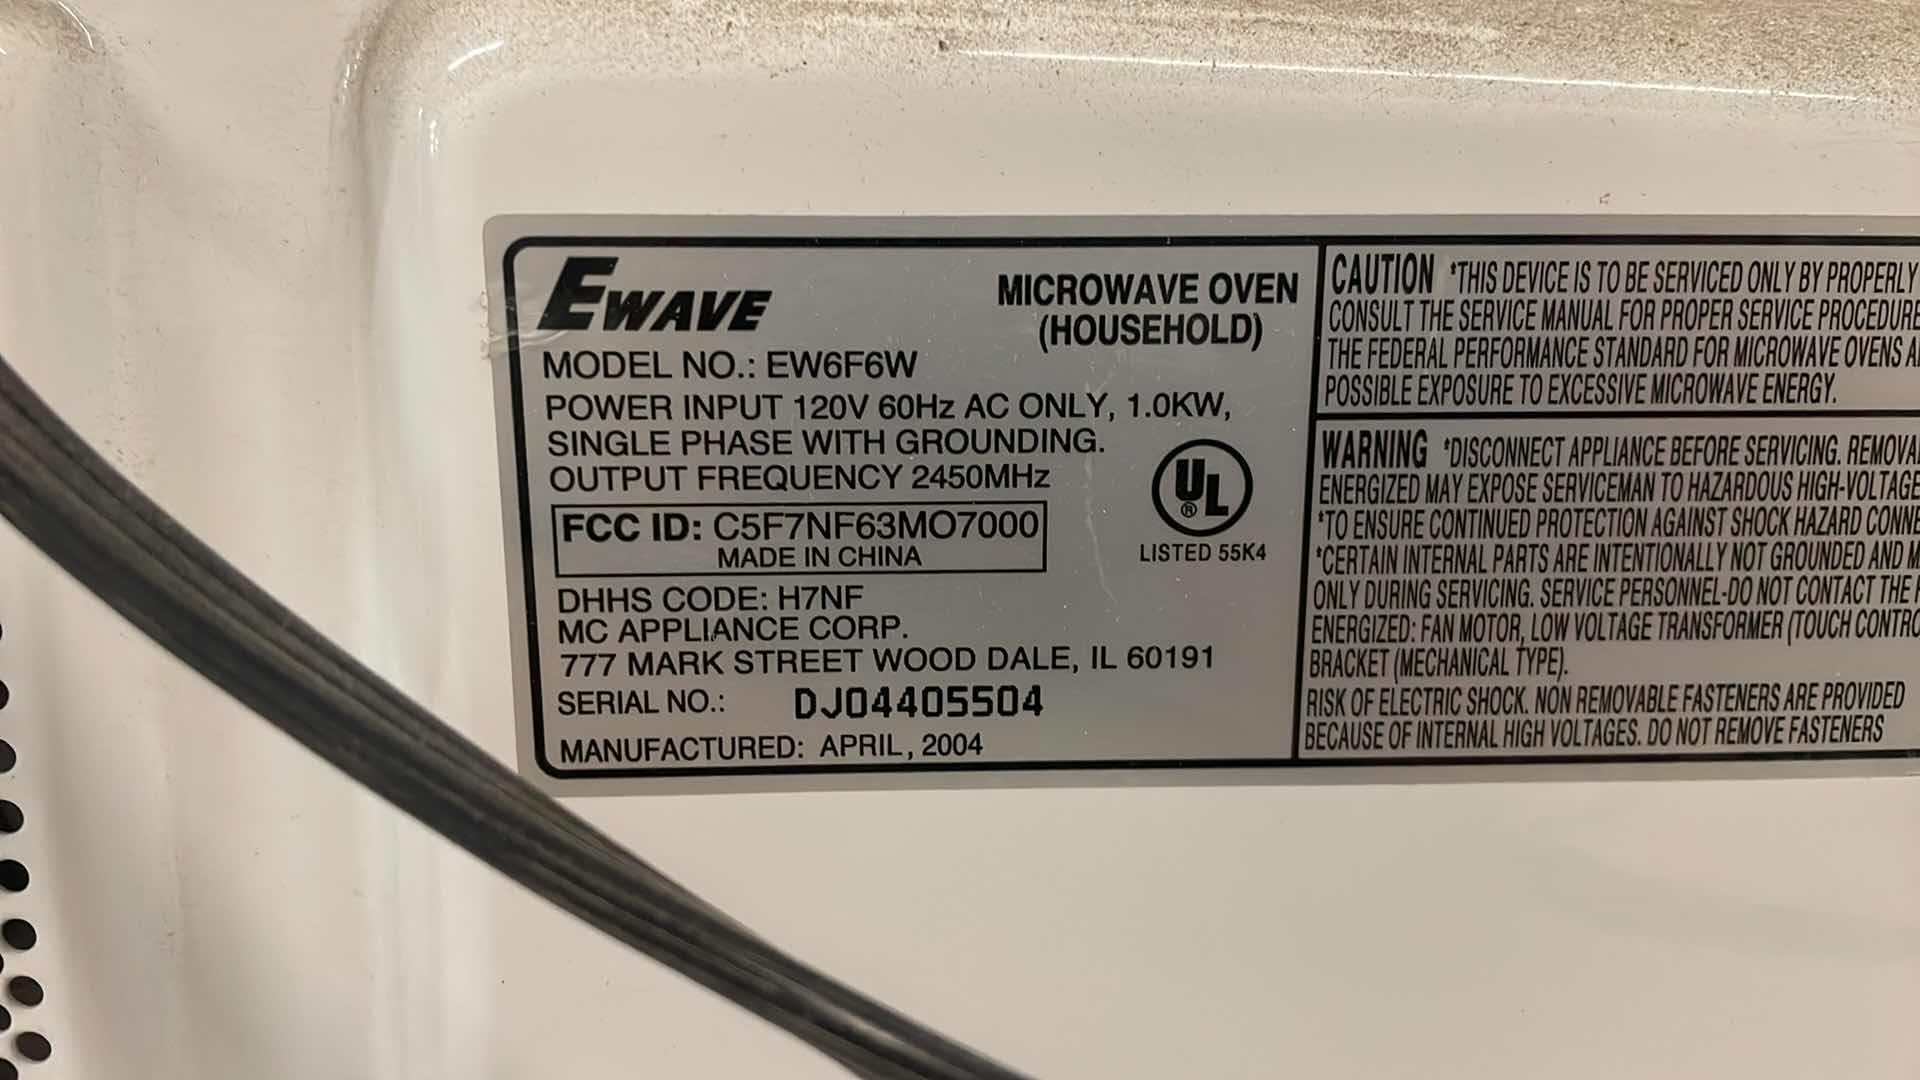 EWAVE
MICROWAVE OVEN
(HOUSEHOLD)
MODEL NO.: EW6F6W
POWER INPUT 120V 60Hz AC ONLY, 1.0KW,
SINGLE PHASE WITH GROUNDING.
OUTPUT FREQUENCY 2450MHz
FCC ID: C5F7NF63MO7000
MADE IN CHINA
UL
®
LISTED 55K4
DHHS CODE: H7NF
MC APPLIANCE CORP.
777 MARK STREET WOOD DALE, IL 60191
SERIAL NO.: DJ04405504
MANUFACTURED: APRIL, 2004
CAUTION *THIS DEVICE IS TO BE SERVICED ONLY BY PROPERLY
CONSULT THE SERVICE MANUAL FOR PROPER SERVICE PROCEDURE
THE FEDERAL PERFORMANCE STANDARD FOR MICROWAVE OVENS
POSSIBLE EXPOSURE TO EXCESSIVE MICROWAVE ENERGY.
WARNING *DISCONNECT APPLIANCE BEFORE SERVICING. REMOVA
ENERGIZED MAY EXPOSE SERVICEMAN TO HAZARDOUS HIGH-VOLTAGE
*TO ENSURE CONTINUED PROTECTION AGAINST SHOCK HAZARD CONNE
*CERTAIN INTERNAL PARTS ARE INTENTIONALLY NOT GROUNDED AND
ONLY DURING SERVICING. SERVICE PERSONNEL-DO NOT CONTACT THE
ENERGIZED: FAN MOTOR, LOW VOLTAGE TRANSFORMER (TOUCH CONTRO
BRACKET (MECHANICAL TYPE).
RISK OF ELECTRIC SHOCK. NON REMOVABLE FASTENERS ARE PROVIDED
BECAUSE OF INTERNAL HIGH VOLTAGES. DO NOT REMOVE FASTENERS